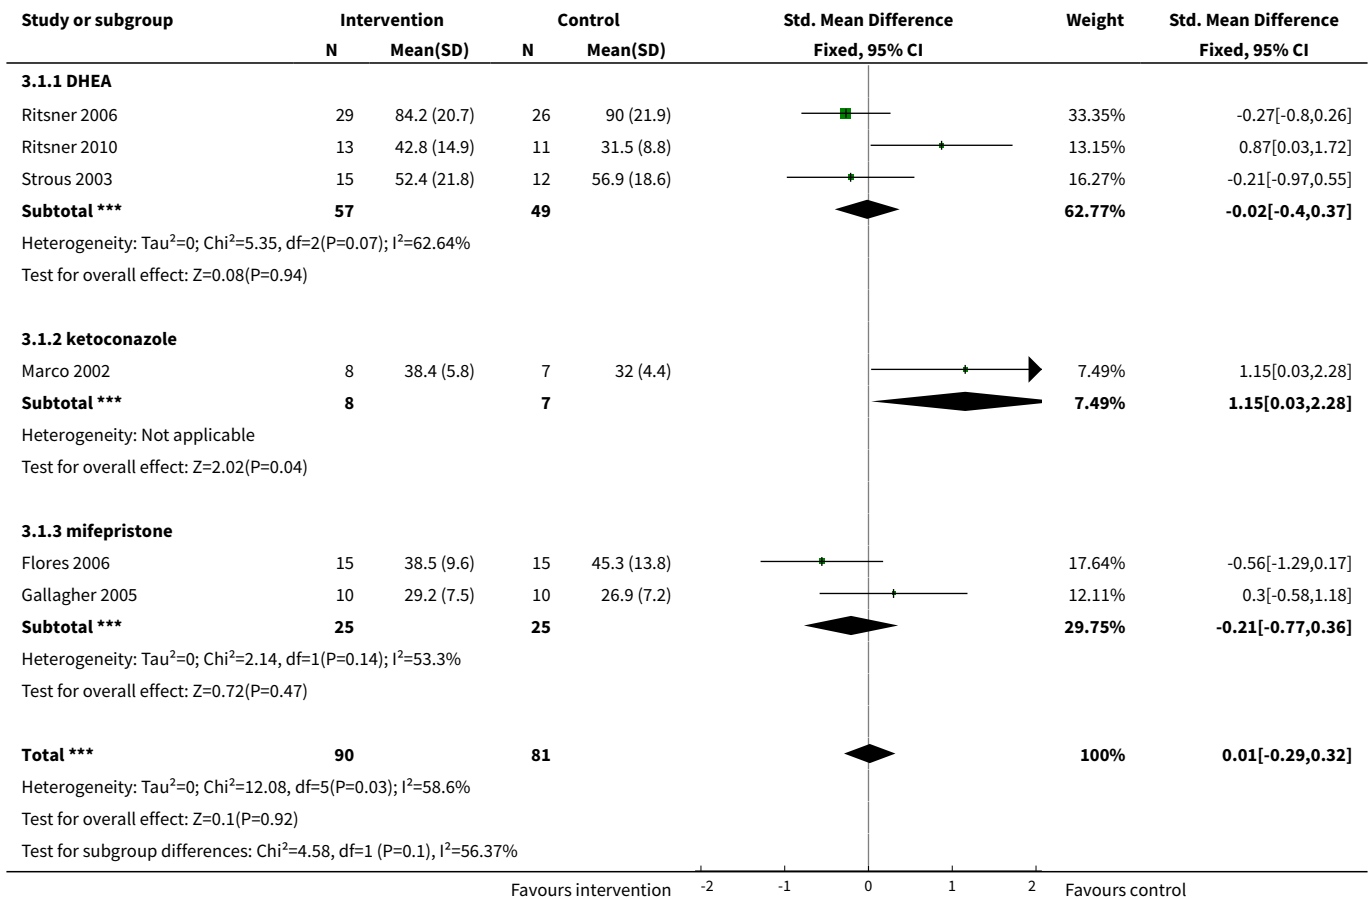 Study or subgroup Intervention Control Std. Mean Difference Weight Std. Mean Difference
N Mean(SD) N Mean(SD) Fixed, 95% CI Fixed, 95% CI
3.1.1 DHEA
Ritsner 2006 29 84.2 (20.7) 26 90 (21.9) 33.35% -0.27[-0.8,0.26]
Ritsner 2010 13 42.8 (14.9) 11 31.5 (8.8) 13.15% 0.87[0.03,1.72]
Strous 2003 15 52.4 (21.8) 12 56.9 (18.6) 16.27% -0.21[-0.97,0.55]
Subtotal *** 57 49 62.77% -0.02[-0.4,0.37]
Heterogeneity: Tau²=0; Chi²=5.35, df=2(P=0.07); I²=62.64%
Test for overall effect: Z=0.08(P=0.94)
3.1.2 ketoconazole
Marco 2002 8 38.4 (5.8) 7 32 (4.4) 7.49% 1.15[0.03,2.28]
Subtotal *** 8 7 7.49% 1.15[0.03,2.28]
Heterogeneity: Not applicable
Test for overall effect: Z=2.02(P=0.04)
3.1.3 mifepristone
Flores 2006 15 38.5 (9.6) 15 45.3 (13.8) 17.64% -0.56[-1.29,0.17]
Gallagher 2005 10 29.2 (7.5) 10 26.9 (7.2) 12.11% 0.3[-0.58,1.18]
Subtotal *** 25 25 29.75% -0.21[-0.77,0.36]
Heterogeneity: Tau²=0; Chi²=2.14, df=1(P=0.14); I²=53.3%
Test for overall effect: Z=0.72(P=0.47)
Total *** 90 81 100% 0.01[-0.29,0.32]
Heterogeneity: Tau²=0; Chi²=12.08, df=5(P=0.03); I²=58.6%
Test for overall effect: Z=0.1(P=0.92)
Test for subgroup differences: Chi²=4.58, df=1 (P=0.1), I²=56.37%
Favours intervention -2 -1 0 1 2 Favours control